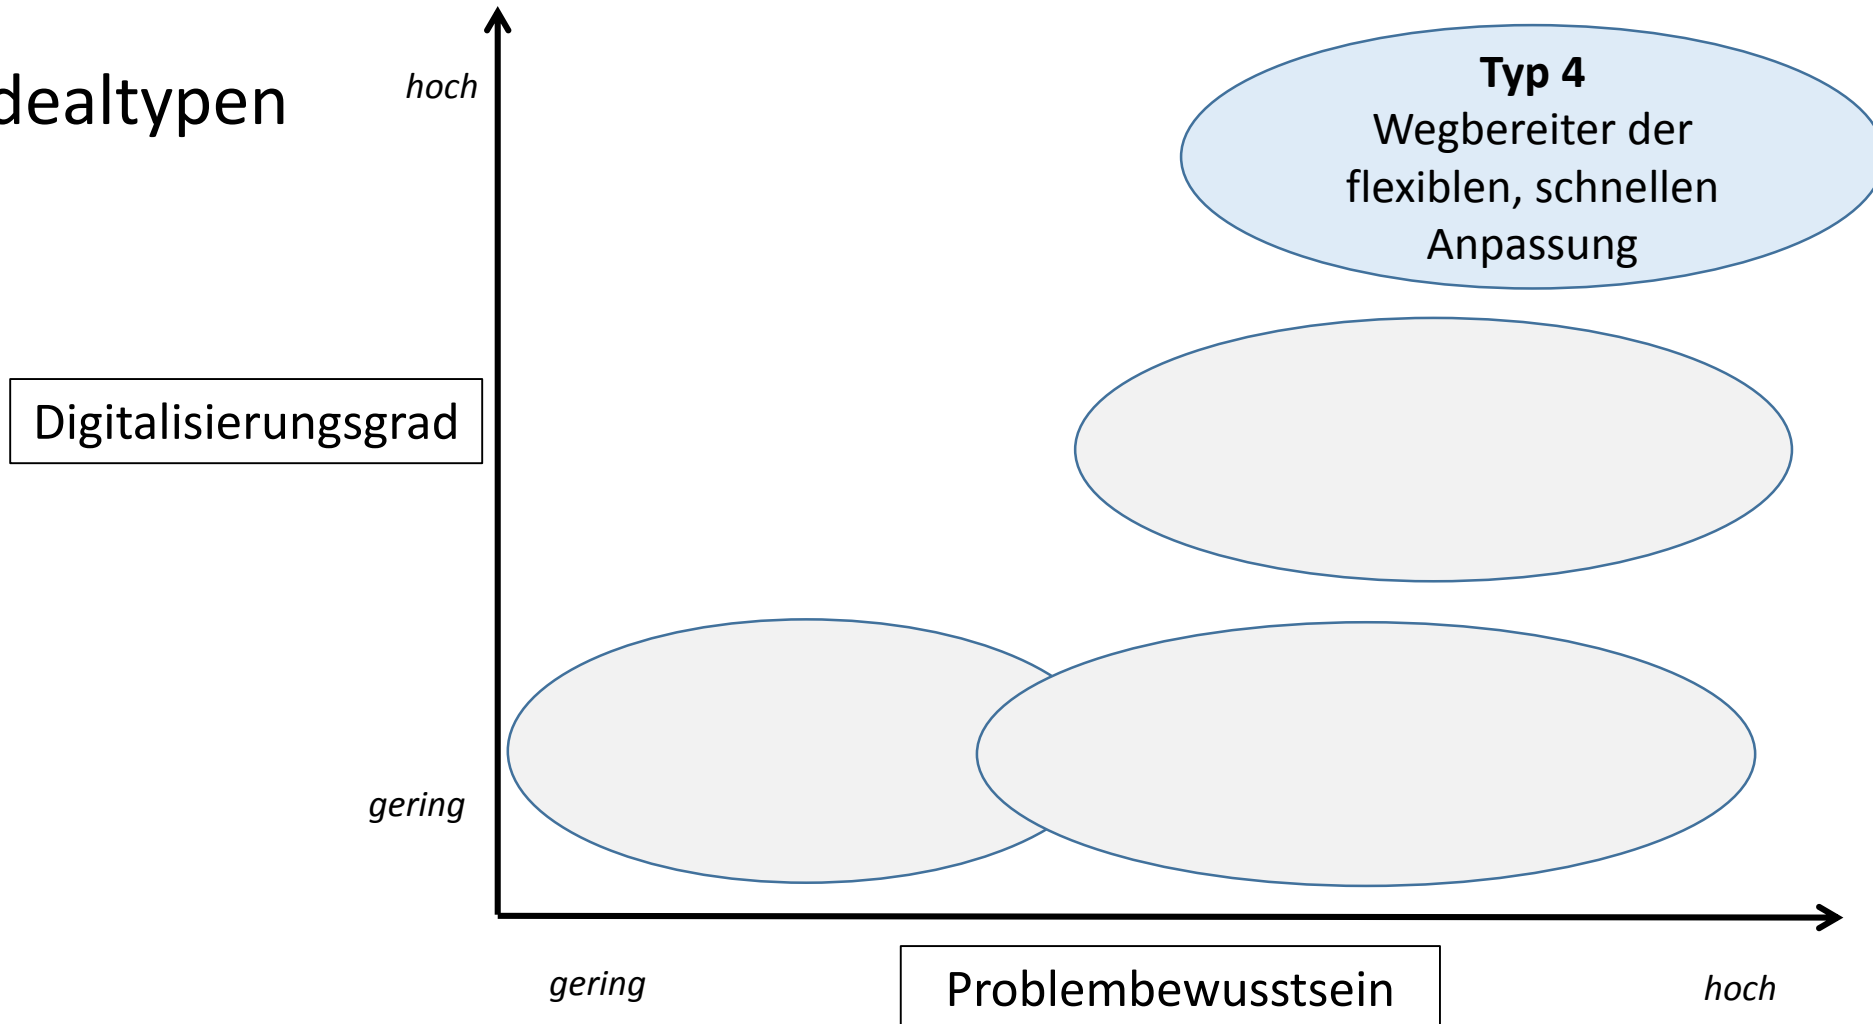 dealtypen
hoch
Typ 4
Wegbereiter der
flexiblen, schnellen
Anpassung
Digitalisierungsgrad
gering
gering
Problembewusstsein
hoch